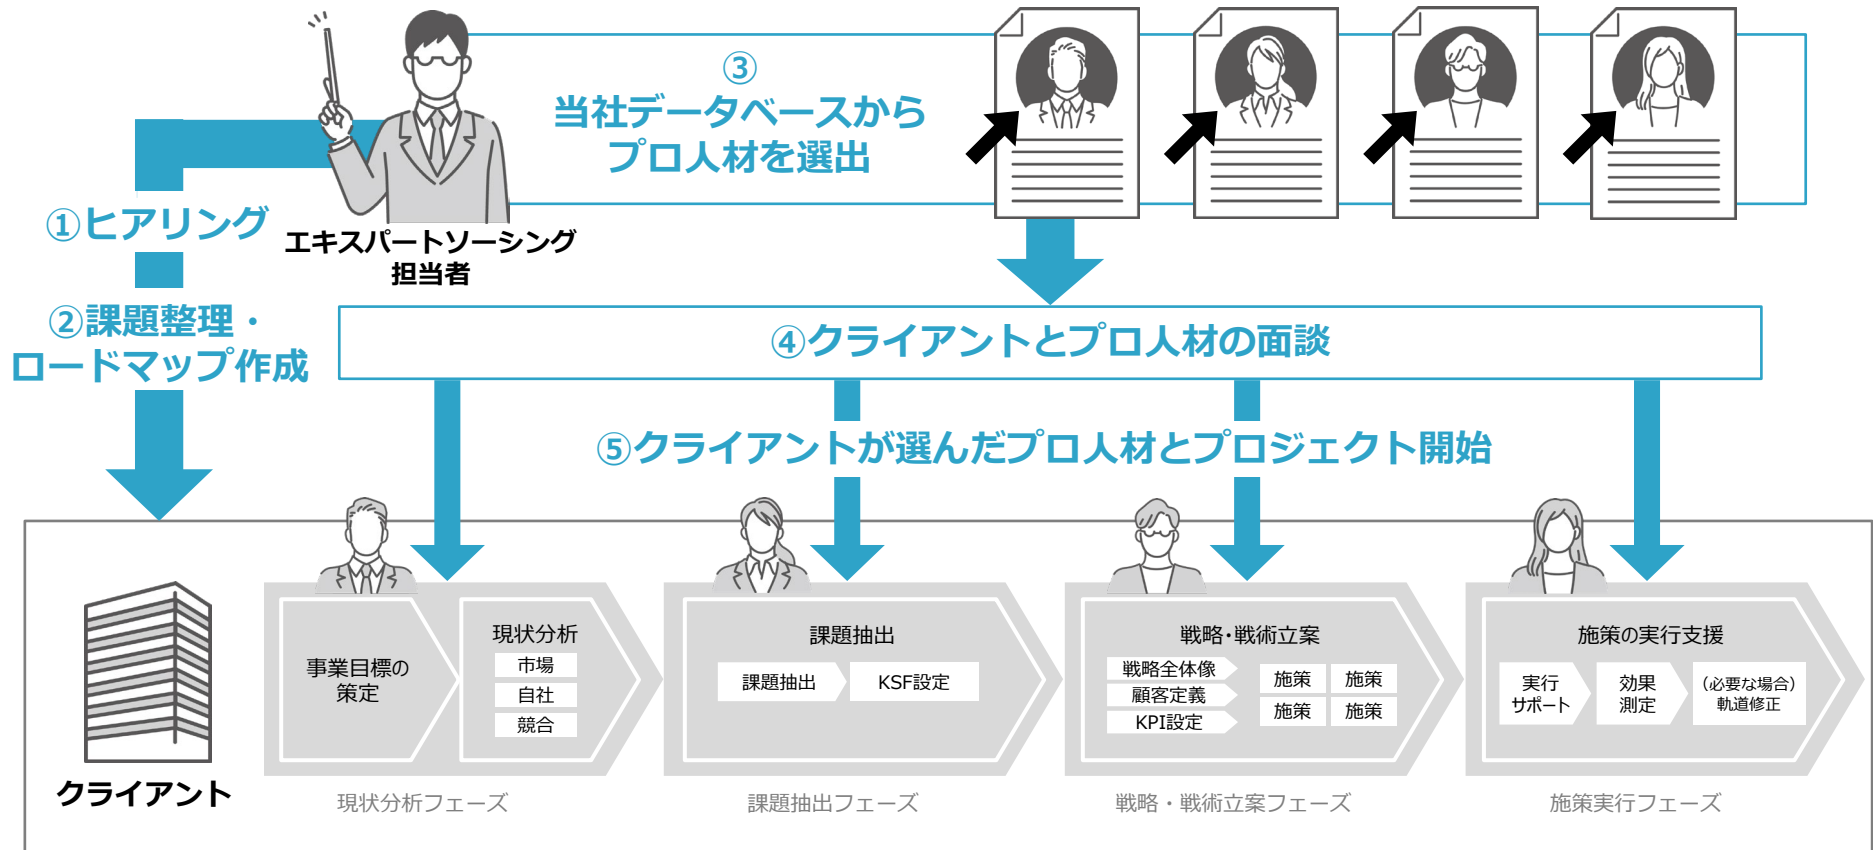 ③
当社データベースから
プロ人材を選出
①ヒアリング
エキスパートソーシング
担当者
②課題整理・
ロードマップ作成
④クライアントとプロ人材の面談
⑤クライアントが選んだプロ人材とプロジェクト開始
クライアント
事業目標の
策定
現状分析
市場
自社
競合
現状分析フェーズ
課題抽出
課題抽出
KSF設定
課題抽出フェーズ
戦略・戦術立案
戦略全体像
顧客定義
KPI設定
施策
施策
施策
施策
戦略・戦術立案フェーズ
施策の実行支援
実行
サポート
効果
測定
（必要な場合）
軌道修正
施策実行フェーズ